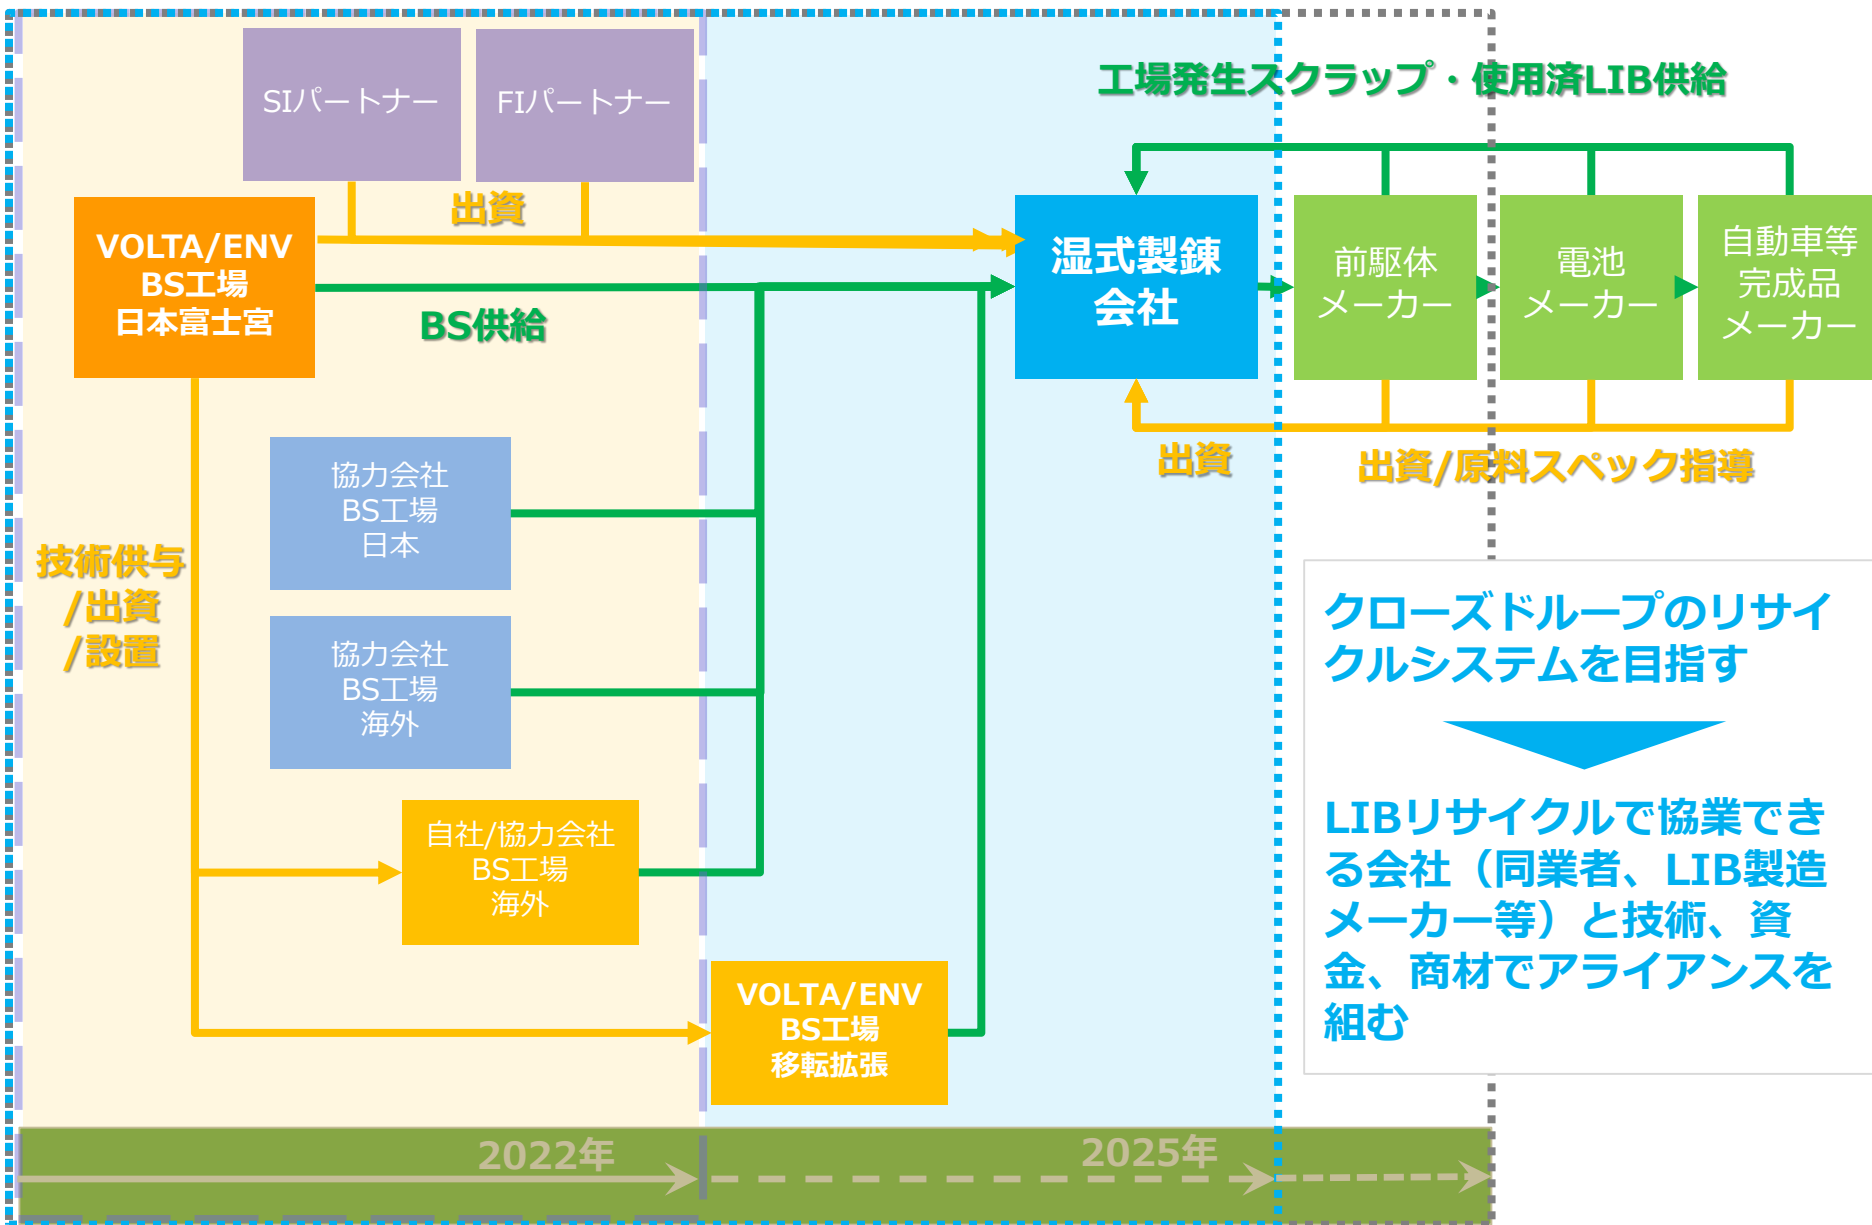 SIパートナー
FIパートナー
工場発生スクラップ・使用済LIB供給
出資
VOLTA/ENV
BS工場
日本富士宮
BS供給
湿式製錬
会社
前駆体
メーカー
電池
メーカー
自動車等
完成品
メーカー
出資
出資/原料スペック指導
協力会社
BS工場
日本
技術供与
/出資
/設置
協力会社
BS工場
海外
自社/協力会社
BS工場
海外
VOLTA/ENV
BS工場
移転拡張
クローズドループのリサイ
クルシステムを目指す
LIBリサイクルで協業でき
る会社（同業者、LIB製造
メーカー等）と技術、資
金、商材でアライアンスを
組む
2022年
2025年